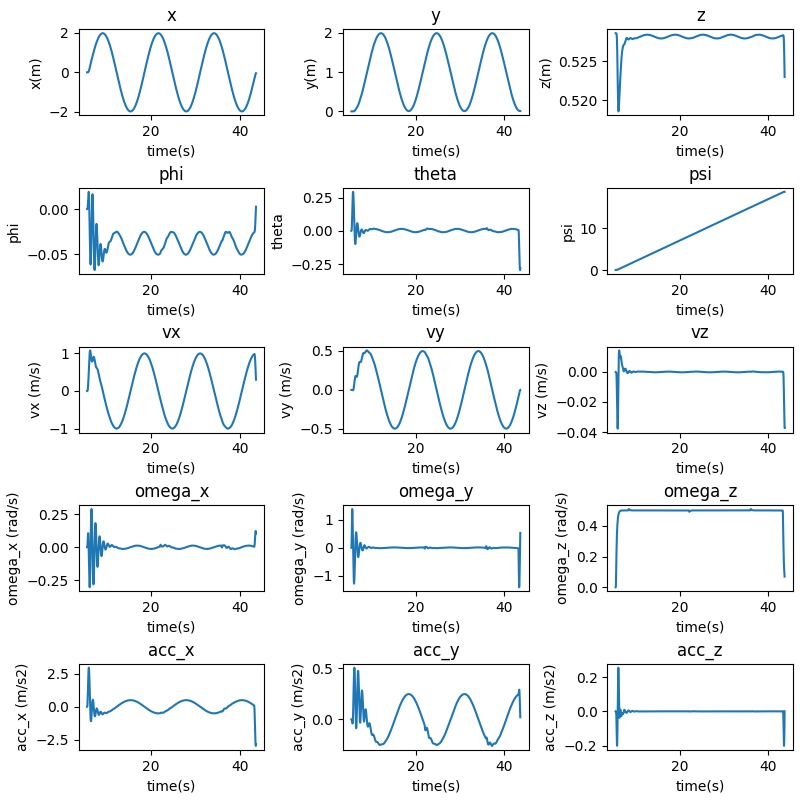 x y z
x(m) 2 0 −2 20 40 time(s)
y(m) 2 1 0 20 40 time(s)
z(m) 0.525 0.520 20 40 time(s)
phi theta psi
phi 0.00 −0.05 20 40 time(s)
theta 0.25 0.00 −0.25 20 40 time(s)
psi 10 0 20 40 time(s)
vx vy vz
vx (m/s) 1 0 −1 20 40 time(s)
vy (m/s) 0.5 0.0 −0.5 20 40 time(s)
vz (m/s) 0.00 −0.02 −0.04 20 40 time(s)
omega_x omega_y omega_z
omega_x (rad/s) 0.25 0.00 −0.25 20 40 time(s)
omega_y (rad/s) 1 0 −1 20 40 time(s)
omega_z (rad/s) 0.4 0.2 0.0 20 40 time(s)
acc_x acc_y acc_z
acc_x (m/s2) 2.5 0.0 −2.5 20 40 time(s)
acc_y (m/s2) 0.5 0.0 20 40 time(s)
acc_z (m/s2) 0.2 0.0 −0.2 20 40 time(s)